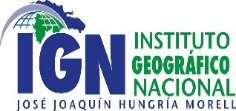 IGN
INSTITUTO
GEOGRÁFICO
NACIONAL
JOSÉ JOAQUÍN HUNGRÍA MORELL